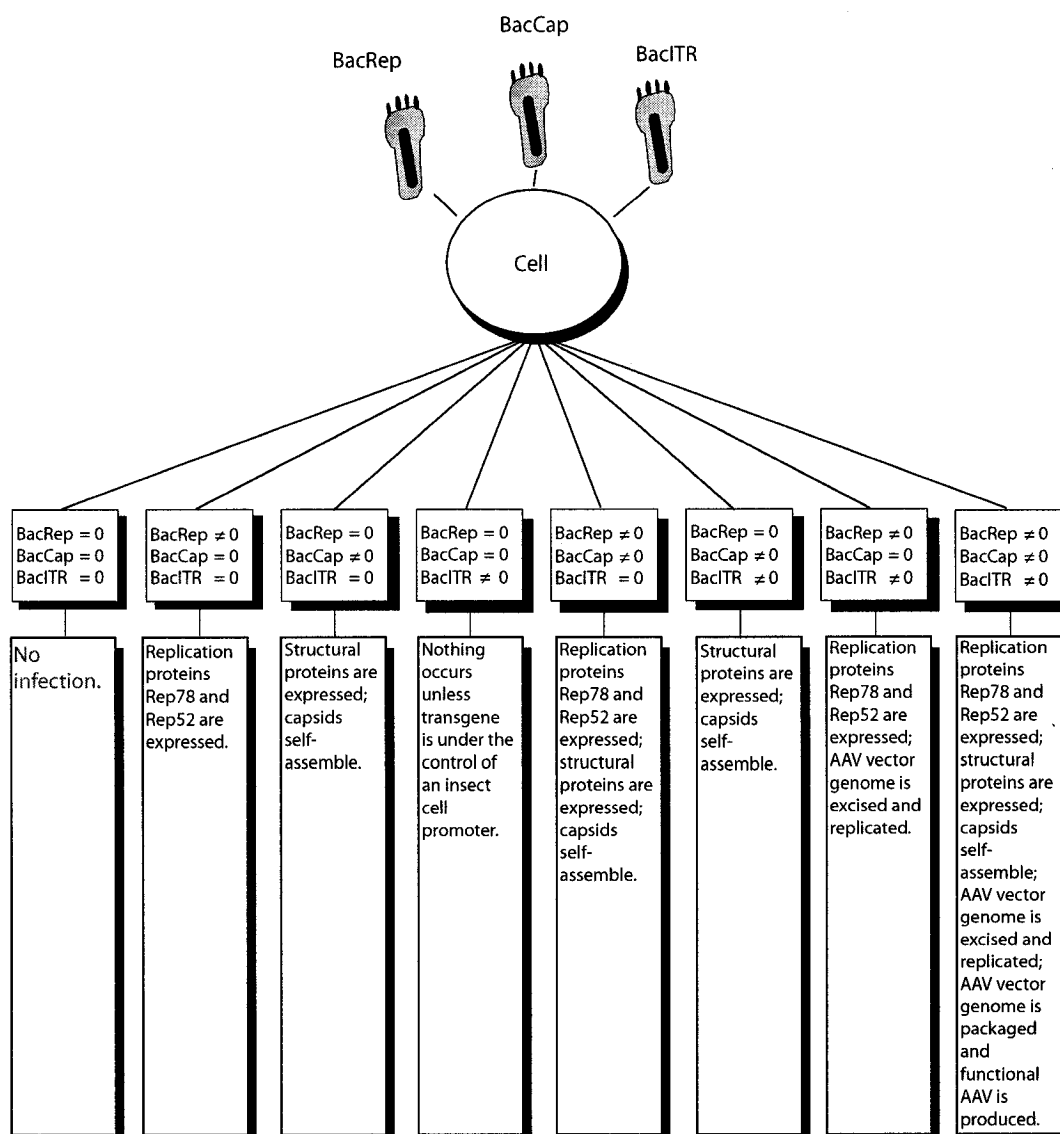 BacCap
BacRep
BacITR
Cell
BacRep = 0
BacCap = 0
BacITR = 0
BacRep ≠ 0
BacCap = 0
BacITR = 0
BacRep = 0
BacCap ≠ 0
BacITR = 0
BacRep = 0
BacCap = 0
BacITR ≠ 0
BacRep ≠ 0
BacCap ≠ 0
BacITR = 0
BacRep = 0
BacCap ≠ 0
BacITR ≠ 0
BacRep ≠ 0
BacCap = 0
BacITR ≠ 0
BacRep ≠ 0
BacCap ≠ 0
BacITR ≠ 0
No
infection.
Replication
proteins
Rep78 and
Rep52 are
expressed.
Structural
proteins are
expressed;
capsids
self-
assemble.
Nothing
occurs
unless
transgene
is under the
control of
an insect
cell
promoter.
Replication
proteins
Rep78 and
Rep52 are
expressed;
structural
proteins are
expressed;
capsids
self-
assemble.
Structural
proteins are
expressed;
capsids
self-
assemble.
Replication
proteins
Rep78 and
Rep52 are
expressed;
AAV vector
genome is
excised and
replicated.
Replication
proteins
Rep78 and
Rep52 are
expressed;
structural
proteins are
expressed;
capsids
self-
assemble;
AAV vector
genome is
excised and
replicated;
AAV vector
genome is
packaged
and
functional
AAV is
produced.